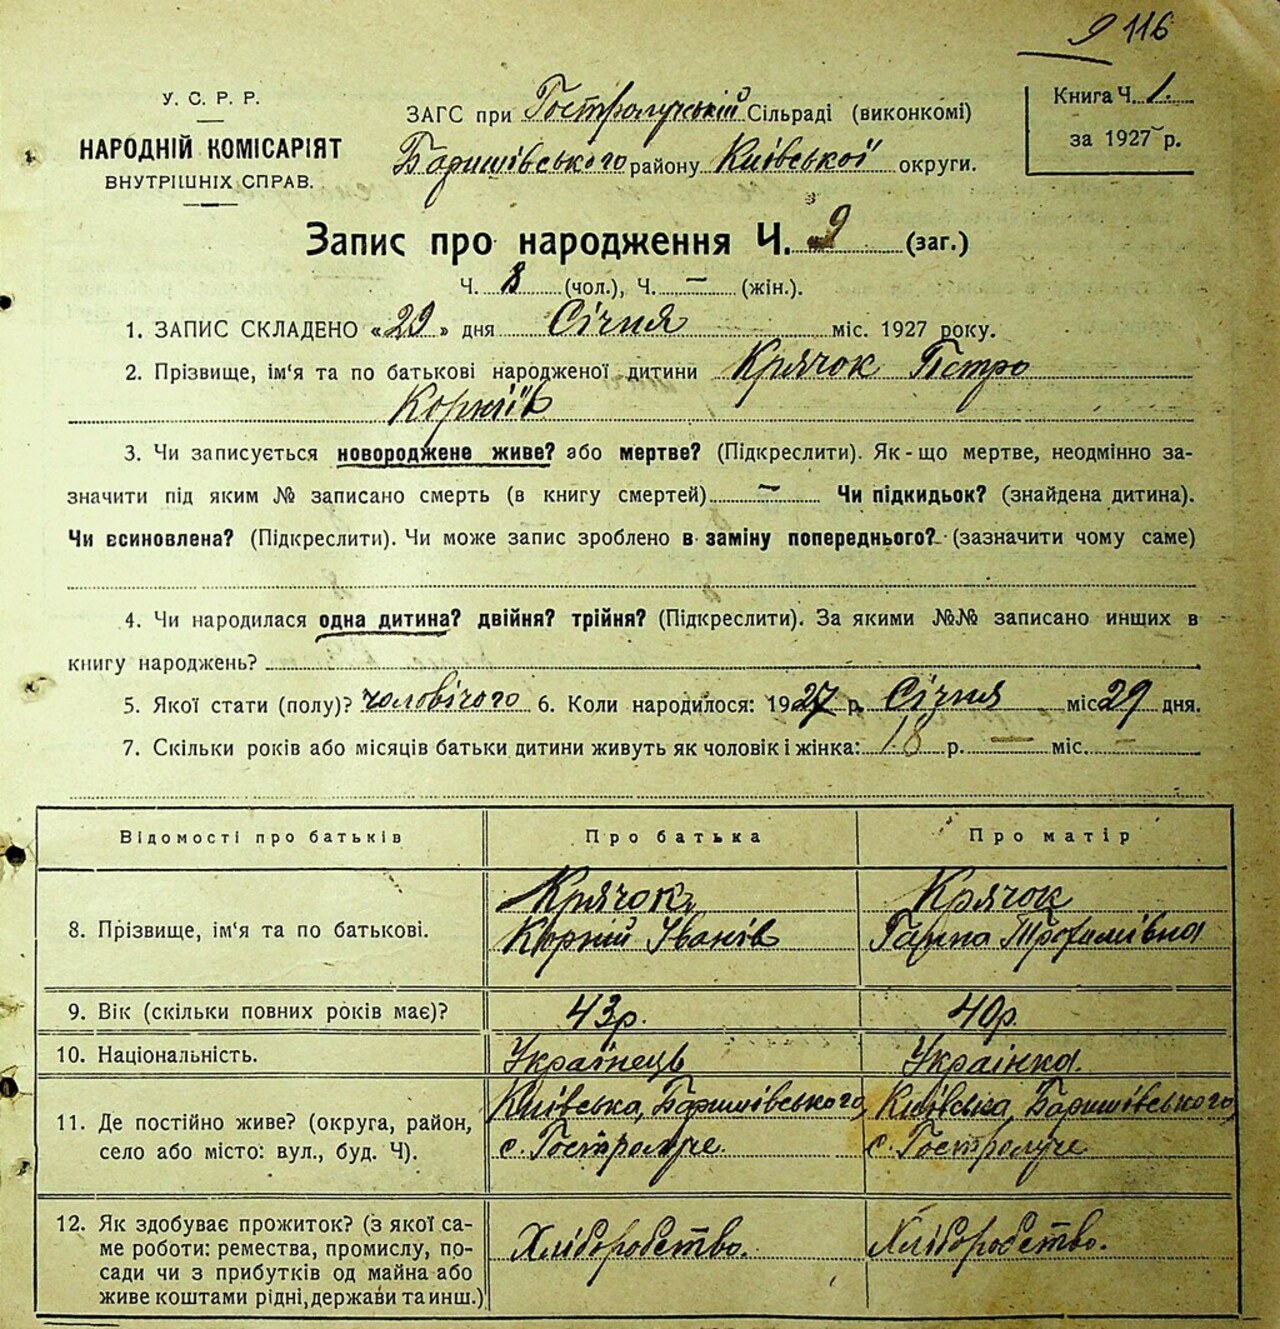 9 116
У. С. Р. Р.
НАРОДНІЙ КОМІСАРІЯТ
ВНУТРІШНІХ СПРАВ.
ЗАГС при Гостролуцькій Сільраді (виконкомі)
Баришівського району Київської округи.
Книга Ч. 1.
за 1927 р.
Запис про народження Ч. 9 (заг.)
Ч. 8 (чол.), Ч. — (жін.).
1. ЗАПИС СКЛАДЕНО «29» дня Січня міс. 1927 року.
2. Прізвище, ім'я та по батькові народженої дитини Крячок Петро
Корніїв
3. Чи записується новороджене живе? або мертве? (Підкреслити). Як-що мертве, неодмінно за-
значити під яким № записано смерть (в книгу смертей) — Чи підкидьок? (знайдена дитина).
Чи всиновлена? (Підкреслити). Чи може запис зроблено в заміну попереднього? (зазначити чому саме)
4. Чи народилася одна дитина? двійня? трійня? (Підкреслити). За якими №№ записано инших в
книгу народжень?
5. Якої стати (полу)? чоловічого 6. Коли народилося: 1927 р. Січня міс. 29 дня.
7. Скільки років або місяців батьки дитини живуть як чоловік і жінка: 18 р. — міс. —
Відомості про батьків Про батька Про матір
8. Прізвище, ім'я та по батькові. Крячок Крячок
Корній Іванів Ганна Трофимівна
9. Вік (скільки повних років має)? 43р. 40р.
10. Національність. Українець Українка.
11. Де постійно живе? (округа, район, Київська, Баришівського, Київська, Баришівського,
село або місто: вул., буд. Ч). с. Гостролуче. с. Гостролуче
12. Як здобуває прожиток? (з якої са-
ме роботи: ремества, промислу, по- Хліборобство. Хліборобство.
сади чи з прибутків од майна або
живе коштами рідні, держави та инш.)